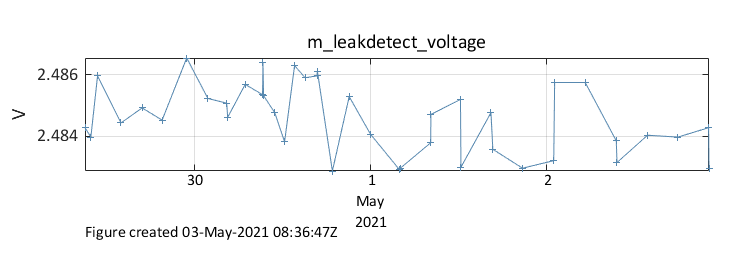 m_leakdetect_voltage
2.486
V
2.484
30 1 2
May
2021
Figure created 03-May-2021 08:36:47Z